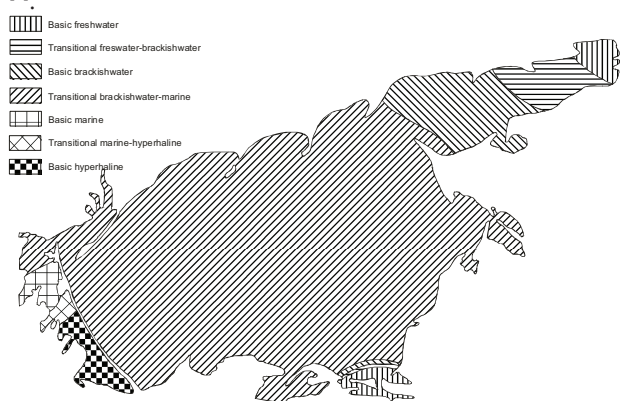 Basic freshwater
Transitional freswater-brackishwater
Basic brackishwater
Transitional brackishwater-marine
Basic marine
Transitional marine-hyperhaline
Basic hyperhaline